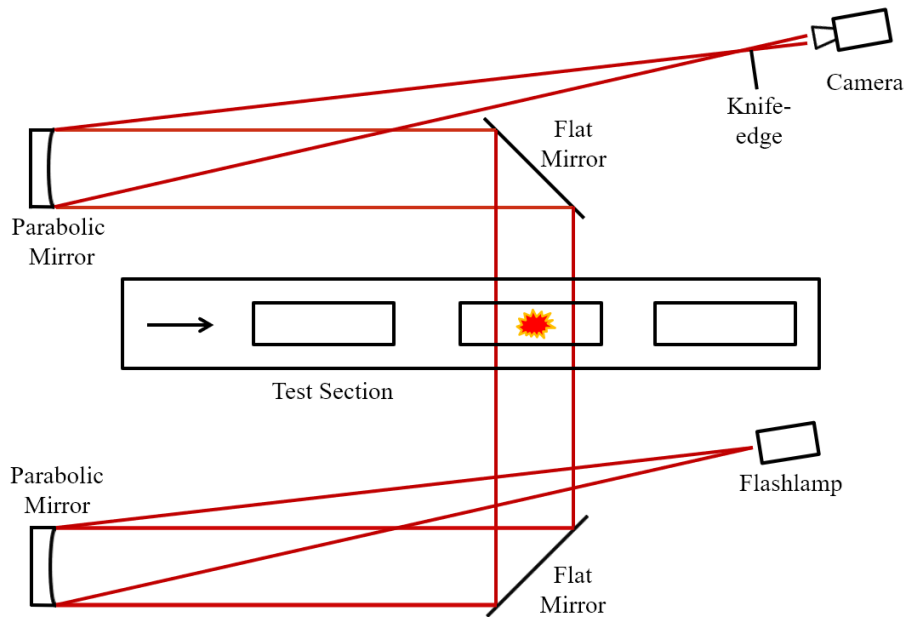 Camera
Knife-
edge
Flat
Mirror
Parabolic
Mirror
Test Section
Parabolic
Mirror
Flashlamp
Flat
Mirror